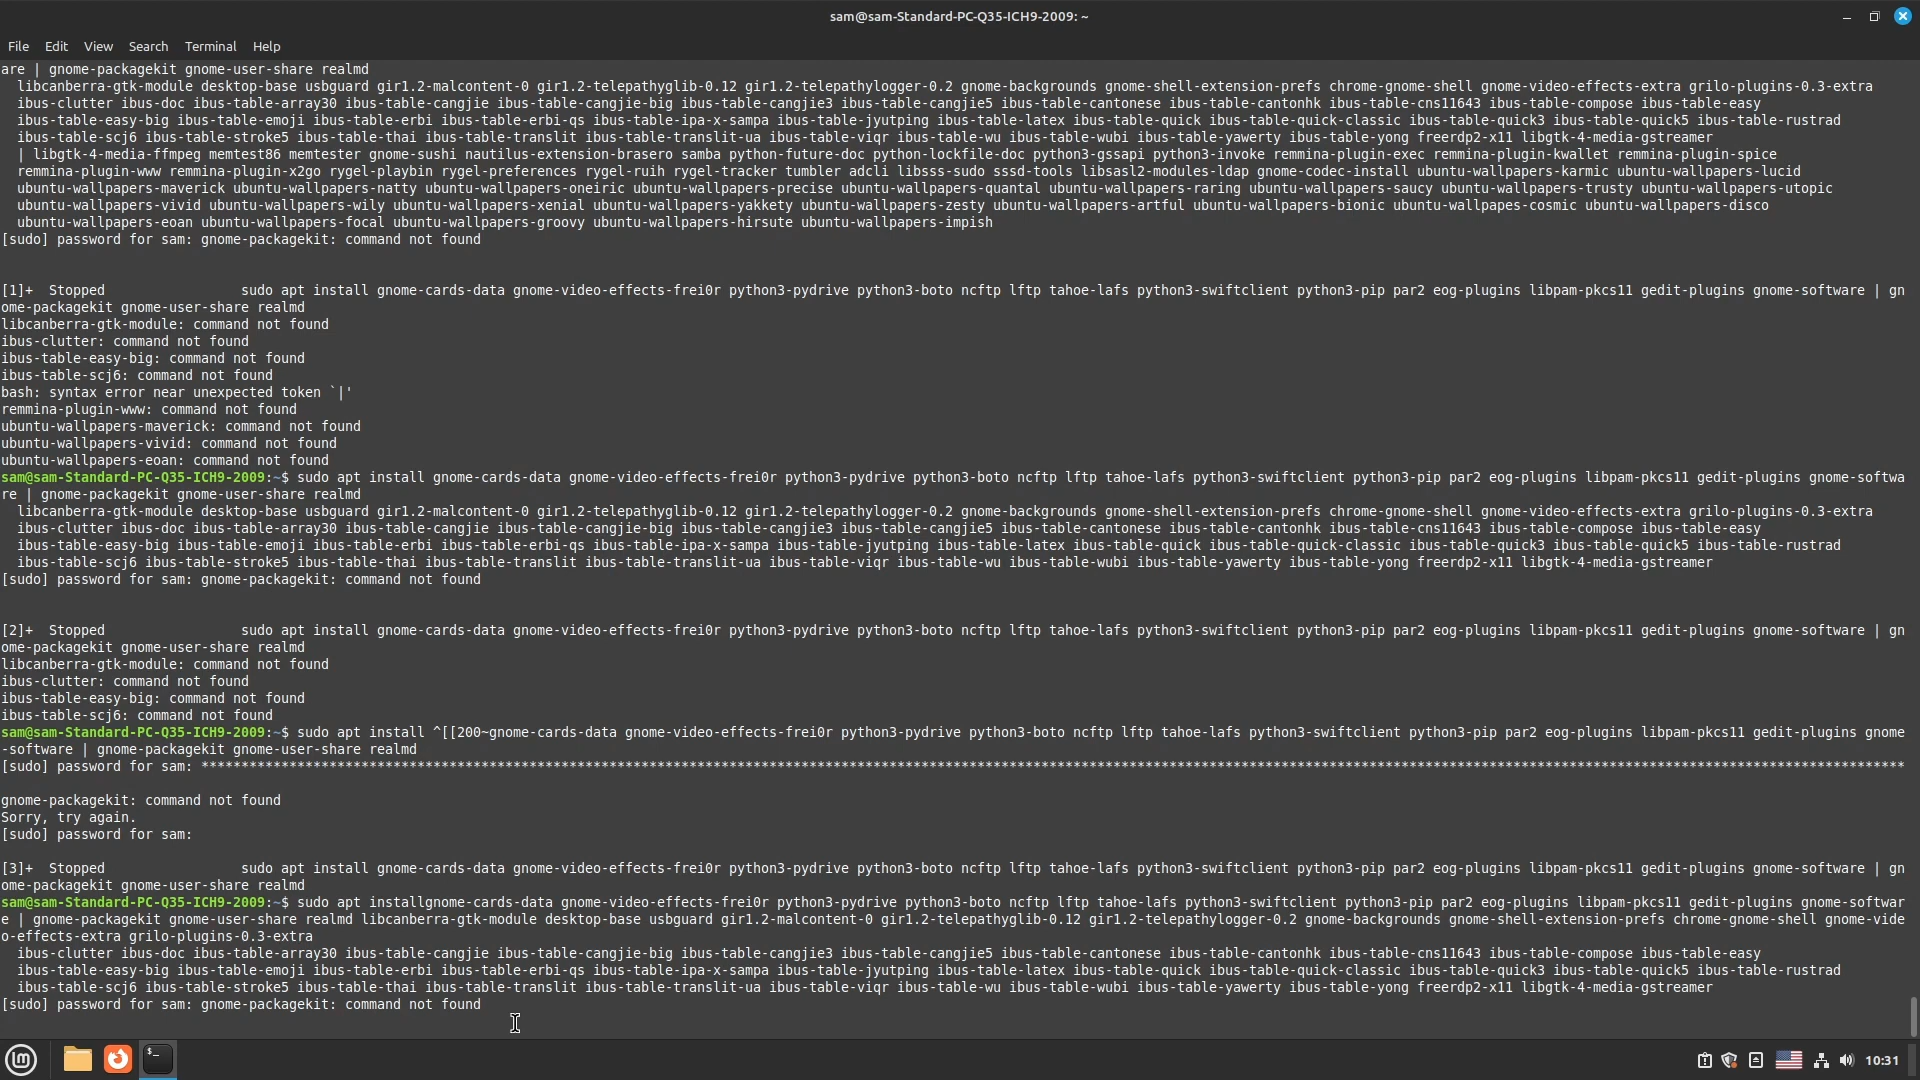 sam@sam-Standard-PC-Q35-ICH9-2009: ~
File Edit View Search Terminal Help
are | gnome-packagekit gnome-user-share realmd
  libcanberra-gtk-module desktop-base usbguard gir1.2-malcontent-0 gir1.2-telepathyglib-0.12 gir1.2-telepathylogger-0.2 gnome-backgrounds gnome-shell-extension-prefs chrome-gnome-shell gnome-video-effects-extra grilo-plugins-0.3-extra
  ibus-clutter ibus-doc ibus-table-array30 ibus-table-cangjie ibus-table-cangjie-big ibus-table-cangjie3 ibus-table-cangjie5 ibus-table-cantonese ibus-table-cantonhk ibus-table-cns11643 ibus-table-compose ibus-table-easy
  ibus-table-easy-big ibus-table-emoji ibus-table-erbi ibus-table-erbi-qs ibus-table-ipa-x-sampa ibus-table-jyutping ibus-table-latex ibus-table-quick ibus-table-quick-classic ibus-table-quick3 ibus-table-quick5 ibus-table-rustrad
  ibus-table-scj6 ibus-table-stroke5 ibus-table-thai ibus-table-translit ibus-table-translit-ua ibus-table-viqr ibus-table-wu ibus-table-wubi ibus-table-yawerty ibus-table-yong freerdp2-x11 libgtk-4-media-gstreamer
  | libgtk-4-media-ffmpeg memtest86 memtester gnome-sushi nautilus-extension-brasero samba python-future-doc python-lockfile-doc python3-gssapi python3-invoke remmina-plugin-exec remmina-plugin-kwallet remmina-plugin-spice
  remmina-plugin-www remmina-plugin-x2go rygel-playbin rygel-preferences rygel-ruih rygel-tracker tumbler adcli libsss-sudo sssd-tools libsasl2-modules-ldap gnome-codec-install ubuntu-wallpapers-karmic ubuntu-wallpapers-lucid
  ubuntu-wallpapers-maverick ubuntu-wallpapers-natty ubuntu-wallpapers-oneiric ubuntu-wallpapers-precise ubuntu-wallpapers-quantal ubuntu-wallpapers-raring ubuntu-wallpapers-saucy ubuntu-wallpapers-trusty ubuntu-wallpapers-utopic
  ubuntu-wallpapers-vivid ubuntu-wallpapers-wily ubuntu-wallpapers-xenial ubuntu-wallpapers-yakkety ubuntu-wallpapers-zesty ubuntu-wallpapers-artful ubuntu-wallpapers-bionic ubuntu-wallpapes-cosmic ubuntu-wallpapers-disco
  ubuntu-wallpapers-eoan ubuntu-wallpapers-focal ubuntu-wallpapers-groovy ubuntu-wallpapers-hirsute ubuntu-wallpapers-impish
[sudo] password for sam: gnome-packagekit: command not found
[1]+  Stopped                 sudo apt install gnome-cards-data gnome-video-effects-frei0r python3-pydrive python3-boto ncftp lftp tahoe-lafs python3-swiftclient python3-pip par2 eog-plugins libpam-pkcs11 gedit-plugins gnome-software | gn
ome-packagekit gnome-user-share realmd
libcanberra-gtk-module: command not found
ibus-clutter: command not found
ibus-table-easy-big: command not found
ibus-table-scj6: command not found
bash: syntax error near unexpected token `|'
remmina-plugin-www: command not found
ubuntu-wallpapers-maverick: command not found
ubuntu-wallpapers-vivid: command not found
ubuntu-wallpapers-eoan: command not found
sam@sam-Standard-PC-Q35-ICH9-2009:~$ sudo apt install gnome-cards-data gnome-video-effects-frei0r python3-pydrive python3-boto ncftp lftp tahoe-lafs python3-swiftclient python3-pip par2 eog-plugins libpam-pkcs11 gedit-plugins gnome-softwa
re | gnome-packagekit gnome-user-share realmd
  libcanberra-gtk-module desktop-base usbguard gir1.2-malcontent-0 gir1.2-telepathyglib-0.12 gir1.2-telepathylogger-0.2 gnome-backgrounds gnome-shell-extension-prefs chrome-gnome-shell gnome-video-effects-extra grilo-plugins-0.3-extra
  ibus-clutter ibus-doc ibus-table-array30 ibus-table-cangjie ibus-table-cangjie-big ibus-table-cangjie3 ibus-table-cangjie5 ibus-table-cantonese ibus-table-cantonhk ibus-table-cns11643 ibus-table-compose ibus-table-easy
  ibus-table-easy-big ibus-table-emoji ibus-table-erbi ibus-table-erbi-qs ibus-table-ipa-x-sampa ibus-table-jyutping ibus-table-latex ibus-table-quick ibus-table-quick-classic ibus-table-quick3 ibus-table-quick5 ibus-table-rustrad
  ibus-table-scj6 ibus-table-stroke5 ibus-table-thai ibus-table-translit ibus-table-translit-ua ibus-table-viqr ibus-table-wu ibus-table-wubi ibus-table-yawerty ibus-table-yong freerdp2-x11 libgtk-4-media-gstreamer
[sudo] password for sam: gnome-packagekit: command not found
[2]+  Stopped                 sudo apt install gnome-cards-data gnome-video-effects-frei0r python3-pydrive python3-boto ncftp lftp tahoe-lafs python3-swiftclient python3-pip par2 eog-plugins libpam-pkcs11 gedit-plugins gnome-software | gn
ome-packagekit gnome-user-share realmd
libcanberra-gtk-module: command not found
ibus-clutter: command not found
ibus-table-easy-big: command not found
ibus-table-scj6: command not found
sam@sam-Standard-PC-Q35-ICH9-2009:~$ sudo apt install ^[[200~gnome-cards-data gnome-video-effects-frei0r python3-pydrive python3-boto ncftp lftp tahoe-lafs python3-swiftclient python3-pip par2 eog-plugins libpam-pkcs11 gedit-plugins gnome
-software | gnome-packagekit gnome-user-share realmd
[sudo] password for sam: *********************************************************************************************************************************************************************************************************************
gnome-packagekit: command not found
Sorry, try again.
[sudo] password for sam:
[3]+  Stopped                 sudo apt install gnome-cards-data gnome-video-effects-frei0r python3-pydrive python3-boto ncftp lftp tahoe-lafs python3-swiftclient python3-pip par2 eog-plugins libpam-pkcs11 gedit-plugins gnome-software | gn
ome-packagekit gnome-user-share realmd
sam@sam-Standard-PC-Q35-ICH9-2009:~$ sudo apt installgnome-cards-data gnome-video-effects-frei0r python3-pydrive python3-boto ncftp lftp tahoe-lafs python3-swiftclient python3-pip par2 eog-plugins libpam-pkcs11 gedit-plugins gnome-softwar
e | gnome-packagekit gnome-user-share realmd libcanberra-gtk-module desktop-base usbguard gir1.2-malcontent-0 gir1.2-telepathyglib-0.12 gir1.2-telepathylogger-0.2 gnome-backgrounds gnome-shell-extension-prefs chrome-gnome-shell gnome-vide
o-effects-extra grilo-plugins-0.3-extra
  ibus-clutter ibus-doc ibus-table-array30 ibus-table-cangjie ibus-table-cangjie-big ibus-table-cangjie3 ibus-table-cangjie5 ibus-table-cantonese ibus-table-cantonhk ibus-table-cns11643 ibus-table-compose ibus-table-easy
  ibus-table-easy-big ibus-table-emoji ibus-table-erbi ibus-table-erbi-qs ibus-table-ipa-x-sampa ibus-table-jyutping ibus-table-latex ibus-table-quick ibus-table-quick-classic ibus-table-quick3 ibus-table-quick5 ibus-table-rustrad
  ibus-table-scj6 ibus-table-stroke5 ibus-table-thai ibus-table-translit ibus-table-translit-ua ibus-table-viqr ibus-table-wu ibus-table-wubi ibus-table-yawerty ibus-table-yong freerdp2-x11 libgtk-4-media-gstreamer
[sudo] password for sam: gnome-packagekit: command not found
10:31